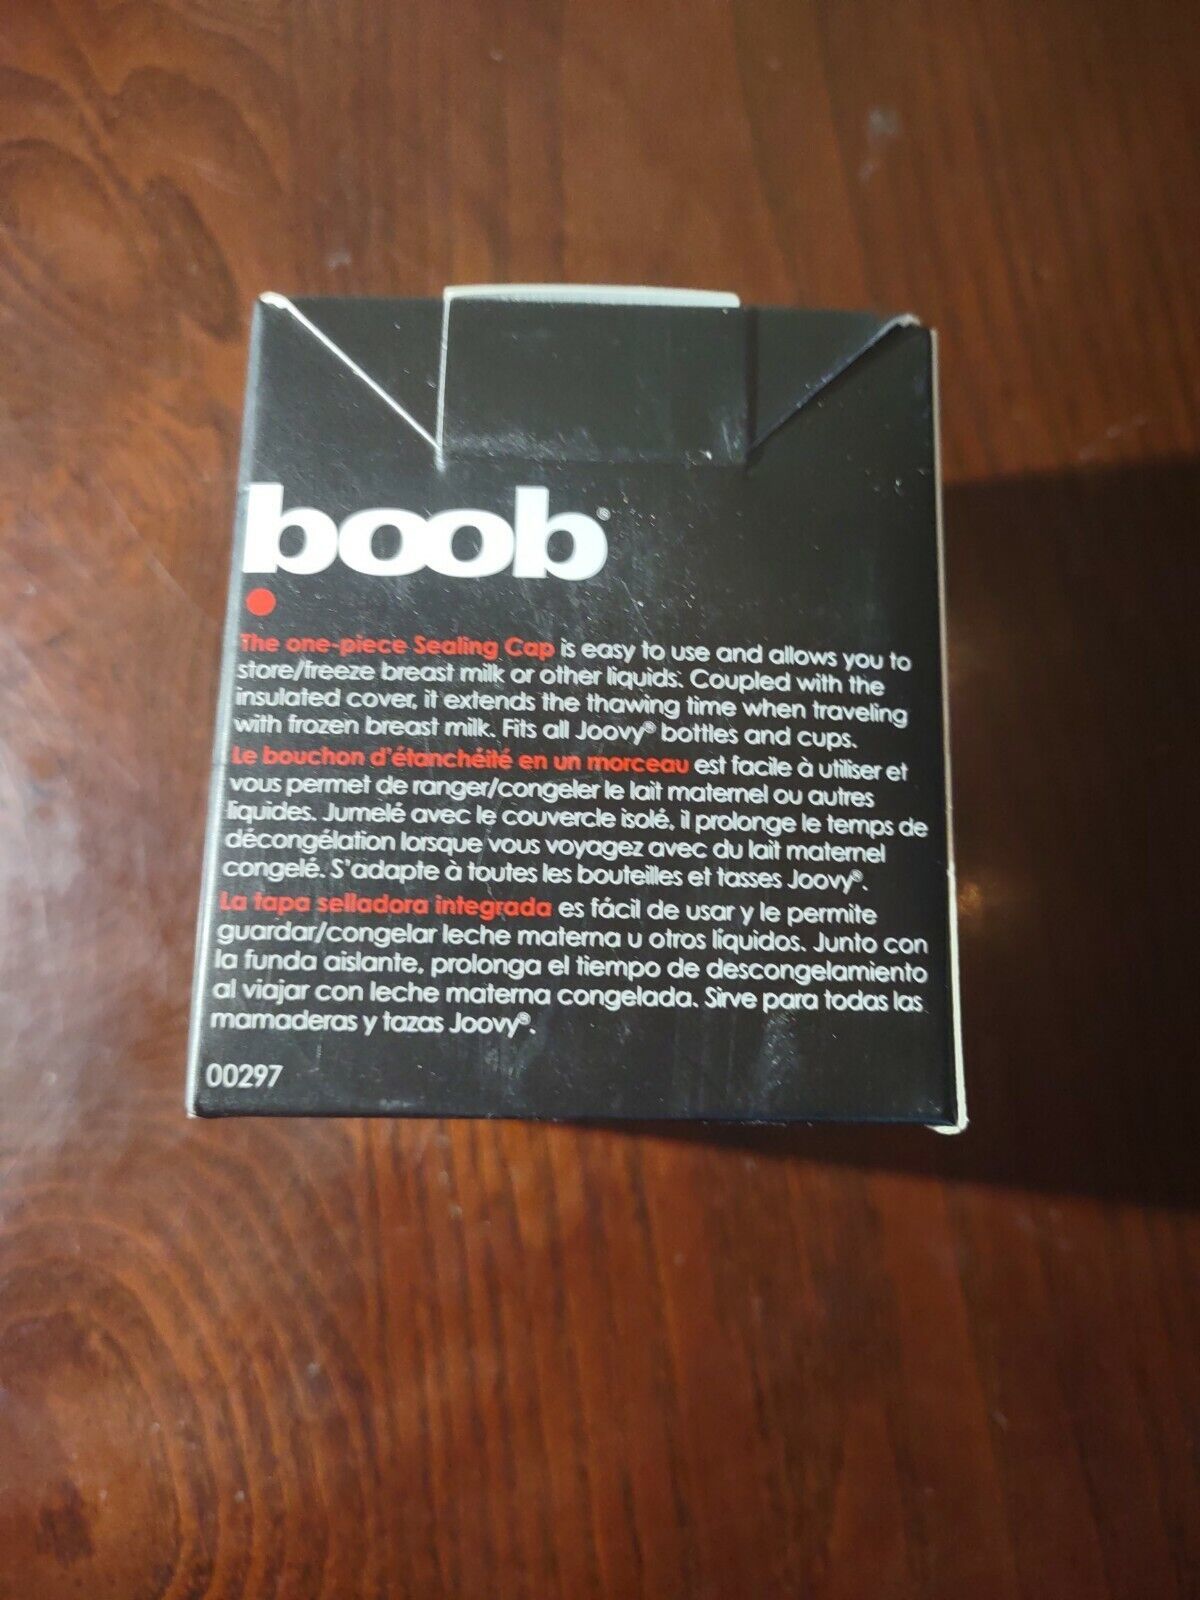 boob®
The one-piece Sealing Cap is easy to use and allows you to
store/freeze breast milk or other liquids. Coupled with the
insulated cover, it extends the thawing time when traveling
with frozen breast milk. Fits all Joovy® bottles and cups.
Le bouchon d'étanchéité en un morceau est facile à utiliser et
vous permet de ranger/congeler le lait maternel ou autres
liquides. Jumelé avec le couvercle isolé, il prolonge le temps de
décongélation lorsque vous voyagez avec du lait maternel
congelé. S'adapte à toutes les bouteilles et tasses Joovy®.
La tapa selladora integrada es fácil de usar y le permite
guardar/congelar leche materna u otros líquidos. Junto con
la funda aislante, prolonga el tiempo de descongelamiento
al viajar con leche materna congelada. Sirve para todas las
mamaderas y tazas Joovy®.
00297